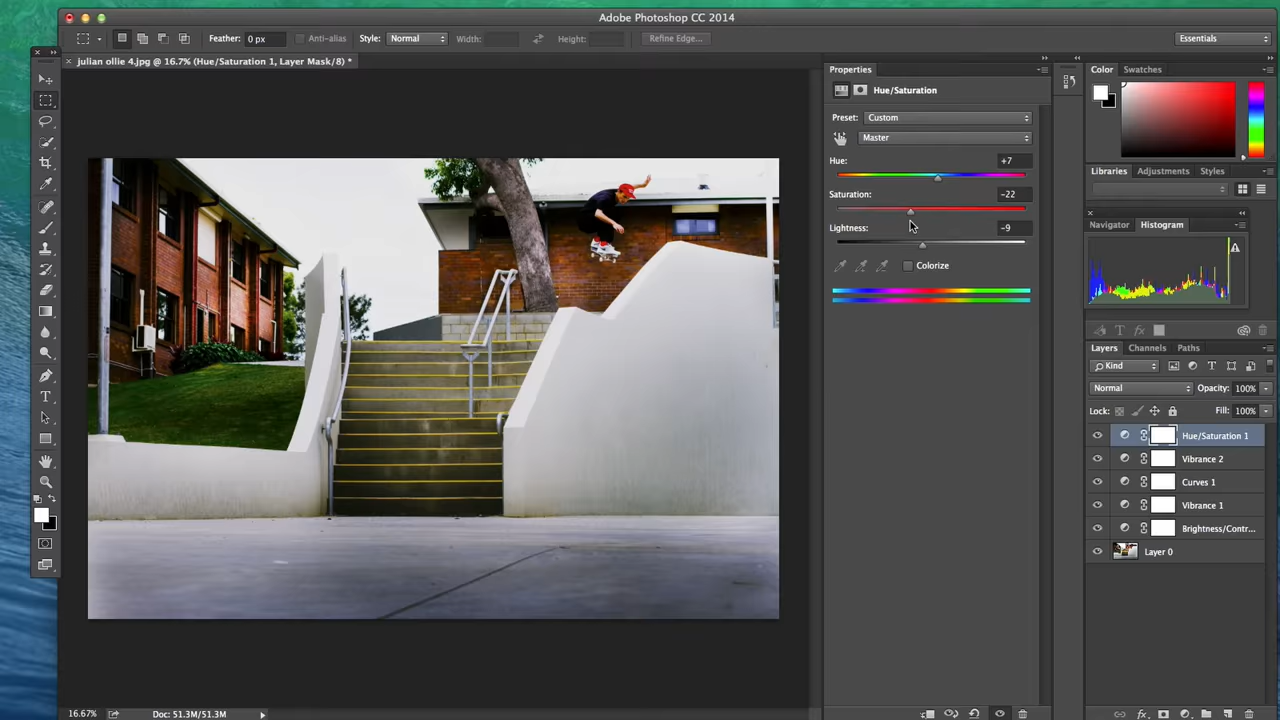 Adobe Photoshop CC 2014
Feather: 0 px Anti-alias Style: Normal Width: Height: Refine Edge... Essentials
julian ollie 4.jpg @ 16.7% (Hue/Saturation 1, Layer Mask/8) *
Properties
Hue/Saturation
Preset: Custom
Master
Hue: +7
Saturation: -22
Lightness: -9
Colorize
Color Swatches
Libraries Adjustments Styles
Navigator Histogram
Layers Channels Paths
Kind
Normal Opacity: 100%
Lock: Fill: 100%
Hue/Saturation 1
Vibrance 2
Curves 1
Vibrance 1
Brightness/Contr...
Layer 0
16.67% Doc: 51.3M/51.3M